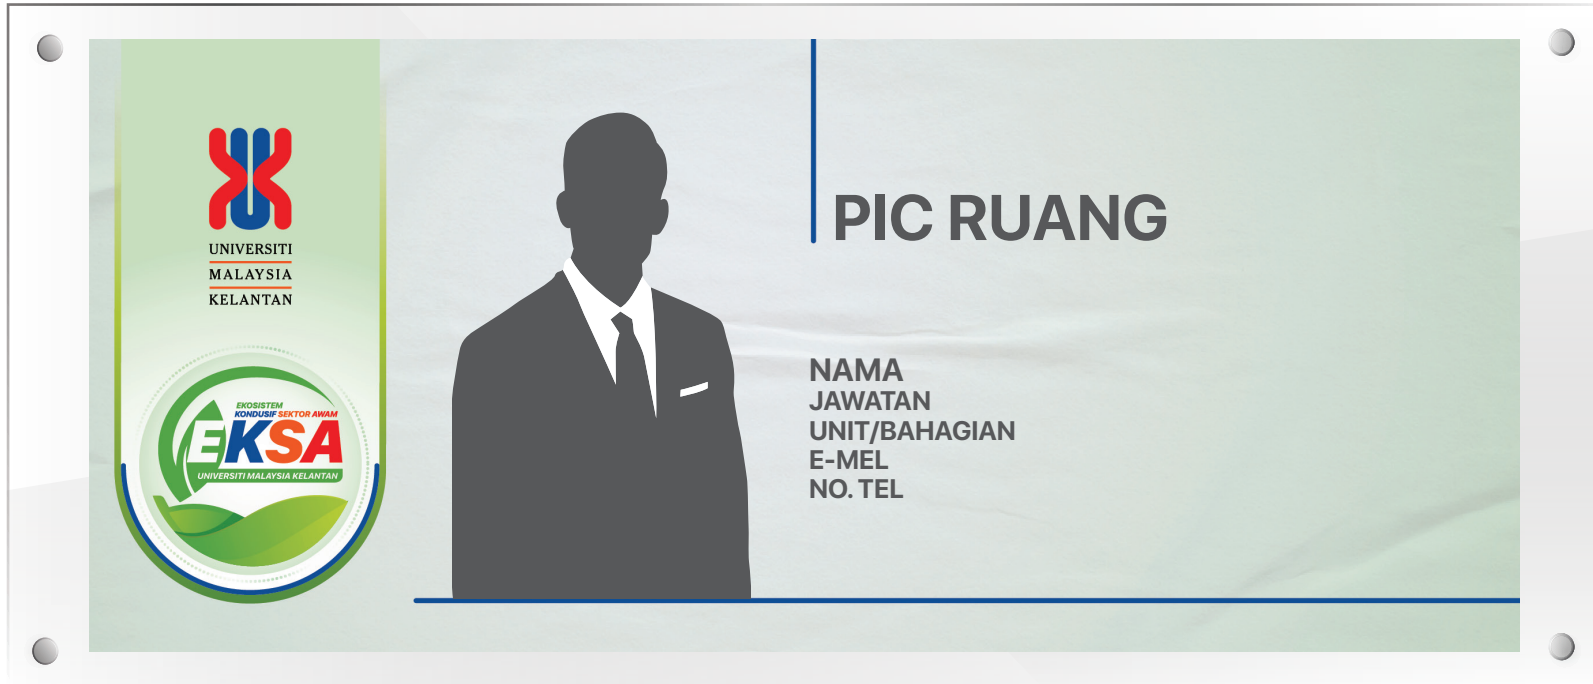 UNIVERSITI
MALAYSIA
KELANTAN
EKOSISTEM
KONDUSIF SEKTOR AWAM
EKSA
UNIVERSITI MALAYSIA KELANTAN
PIC RUANG
NAMA
JAWATAN
UNIT/BAHAGIAN
E-MEL
NO. TEL